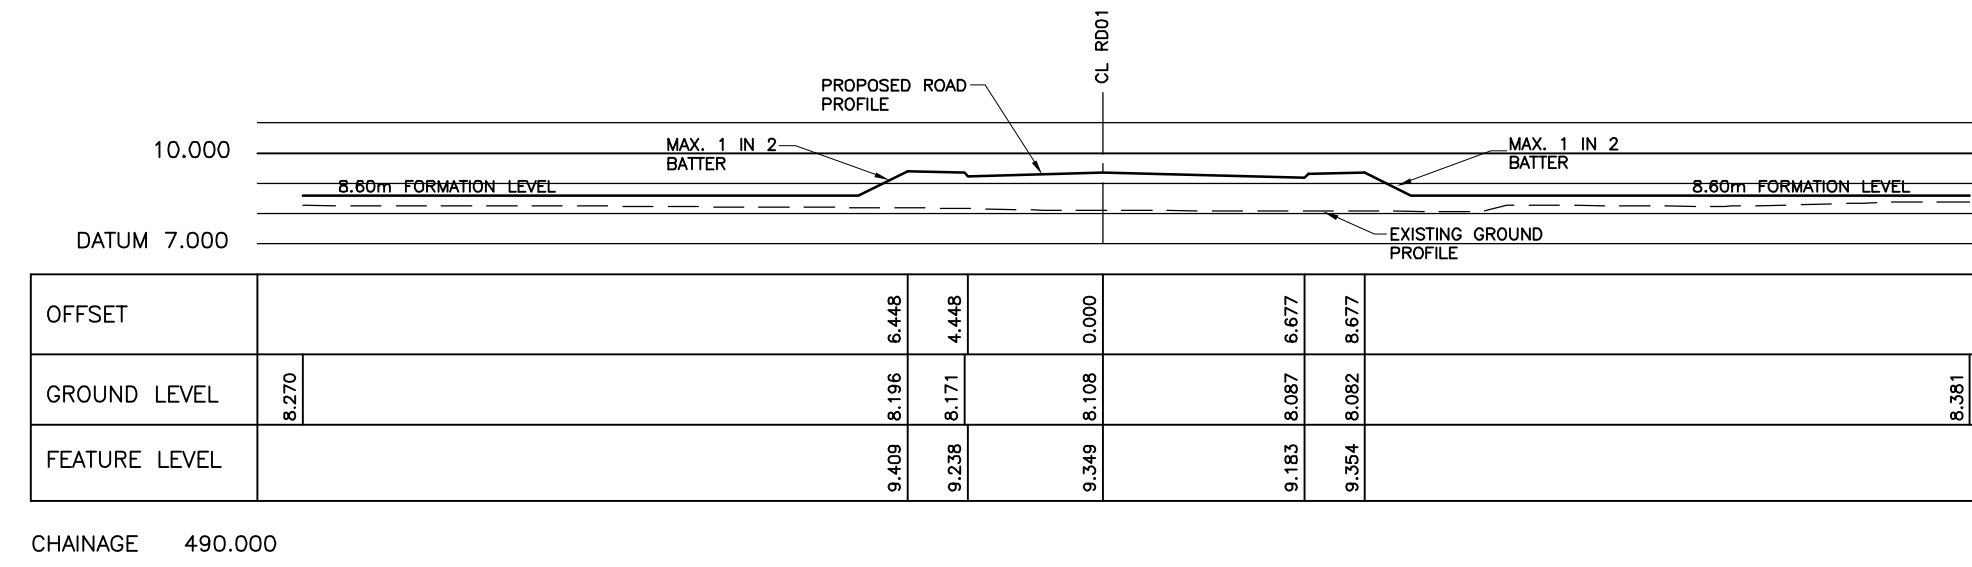 CL RD01
PROPOSED ROAD
PROFILE
10.000
MAX. 1 IN 2
BATTER
MAX. 1 IN 2
BATTER
8.60m FORMATION LEVEL
8.60m FORMATION LEVEL
DATUM 7.000
EXISTING GROUND
PROFILE
OFFSET
6.448
4.448
0.000
6.677
8.677
GROUND LEVEL
8.270
8.196
8.171
8.108
8.087
8.082
8.381
FEATURE LEVEL
9.409
9.238
9.349
9.183
9.354
CHAINAGE 490.000